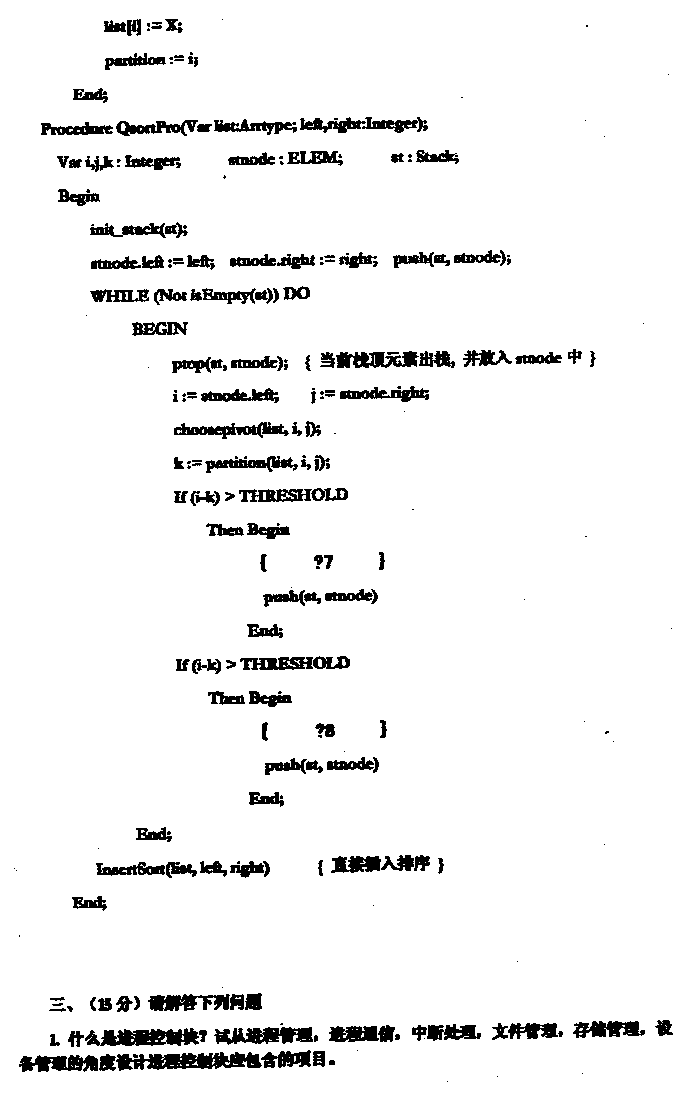 list[i] := X;
partition := i;
End;
Procedure QsortPro(Var list:Arrtype; left,right:Integer);
Var i,j,k : Integer; stnode : ELEM; st : Stack;
Begin
init_stack(st);
stnode.left := left; stnode.right := right; push(st, stnode);
WHILE (Not isEmpty(st)) DO
BEGIN
ptop(st, stnode); { 当前栈顶元素出栈, 并放入 stnode 中 }
i := stnode.left; j := stnode.right;
choosepivot(list, i, j);
k := partition(list, i, j);
If (j-k) > THRESHOLD
Then Begin
{ ?7 }
push(st, stnode)
End;
If (i-k) > THRESHOLD
Then Begin
{ ?8 }
push(st, stnode)
End;
End;
InsertSort(list, left, right) { 直接插入排序 }
End;
三、（15 分）请解答下列问题
1. 什么是进程控制块？试从进程管理，进程通信，中断处理，文件管理，存储管理，设
备管理的角度设计进程控制块应包含的项目。